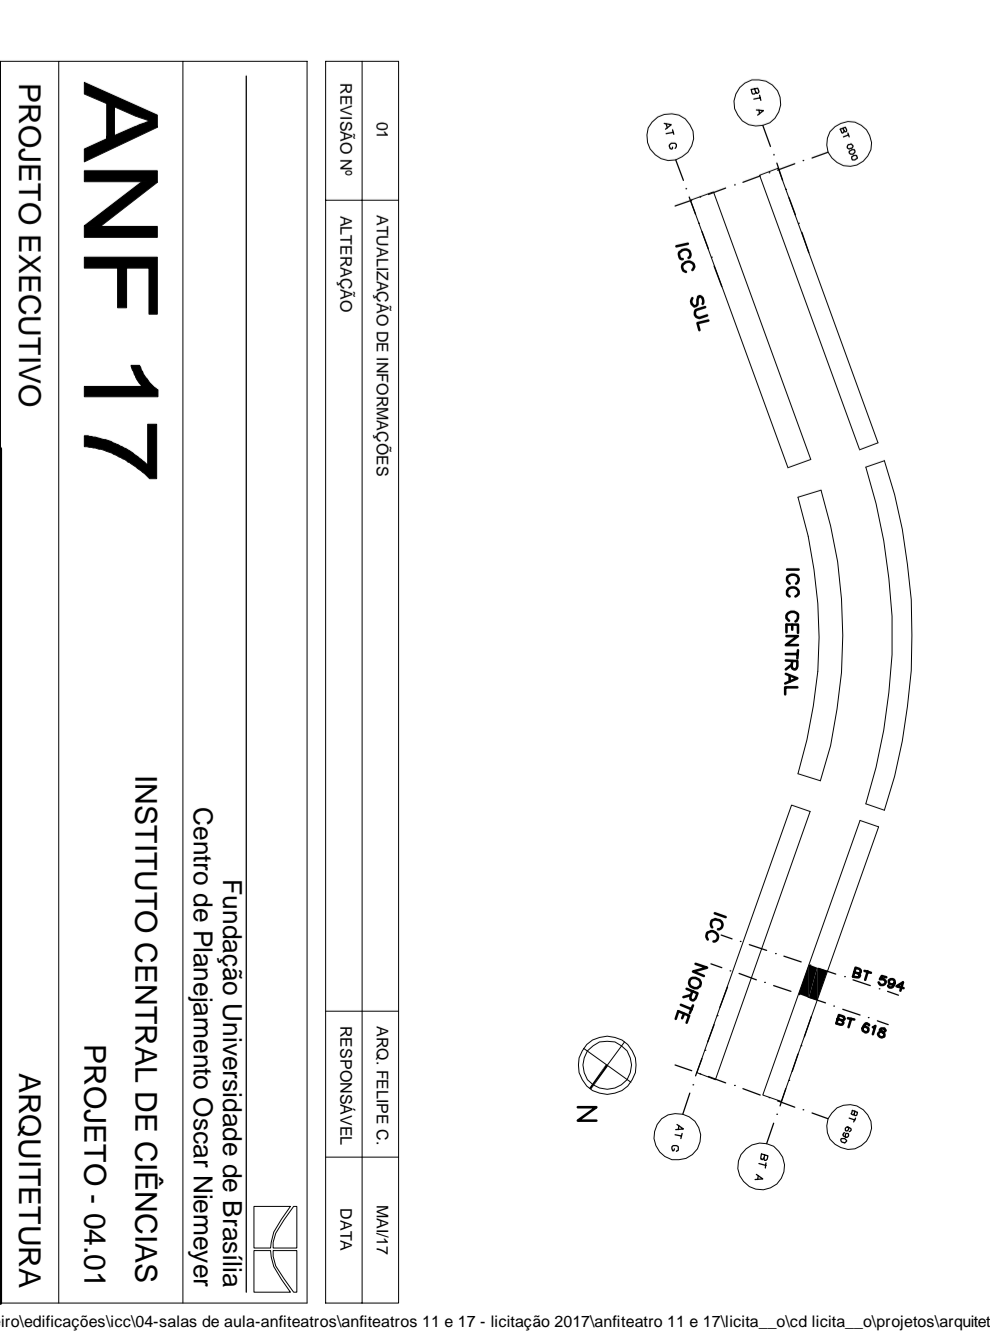 BT A
AT G
BT 000
ICC SUL
ICC CENTRAL
ICC NORTE
BT 594
BT 618
N
AT G
BT A
BT 690
01
ATUALIZAÇÃO DE INFORMAÇÕES
ARQ. FELIPE C.
MAI/17
REVISÃO Nº
ALTERAÇÃO
RESPONSÁVEL
DATA
Fundação Universidade de Brasília
Centro de Planejamento Oscar Niemeyer
INSTITUTO CENTRAL DE CIÊNCIAS
ANF 17
PROJETO - 04.01
PROJETO EXECUTIVO
ARQUITETURA
iro\edificações\icc\04-salas de aula-anfiteatros\anfiteatros 11 e 17 - licitação 2017\anfiteatro 11 e 17\licita__o\cd licita__o\projetos\arquitet